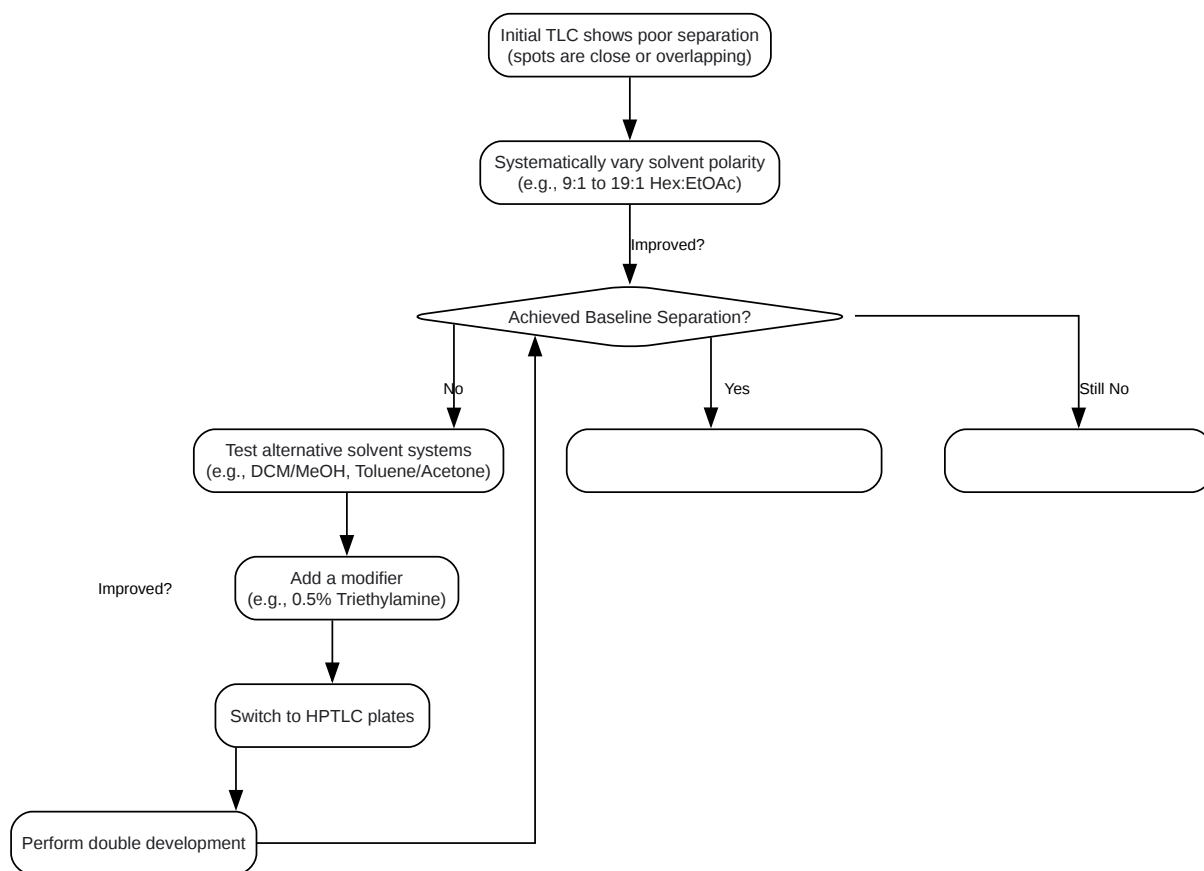 Initial TLC shows poor separation
(spots are close or overlapping)
Systematically vary solvent polarity
(e.g., 9:1 to 19:1 Hex:EtOAc)
Improved?
Achieved Baseline Separation?
No
Yes
Still No
Test alternative solvent systems
(e.g., DCM/MeOH, Toluene/Acetone)
Improved?
Add a modifier
(e.g., 0.5% Triethylamine)
Switch to HPTLC plates
Perform double development